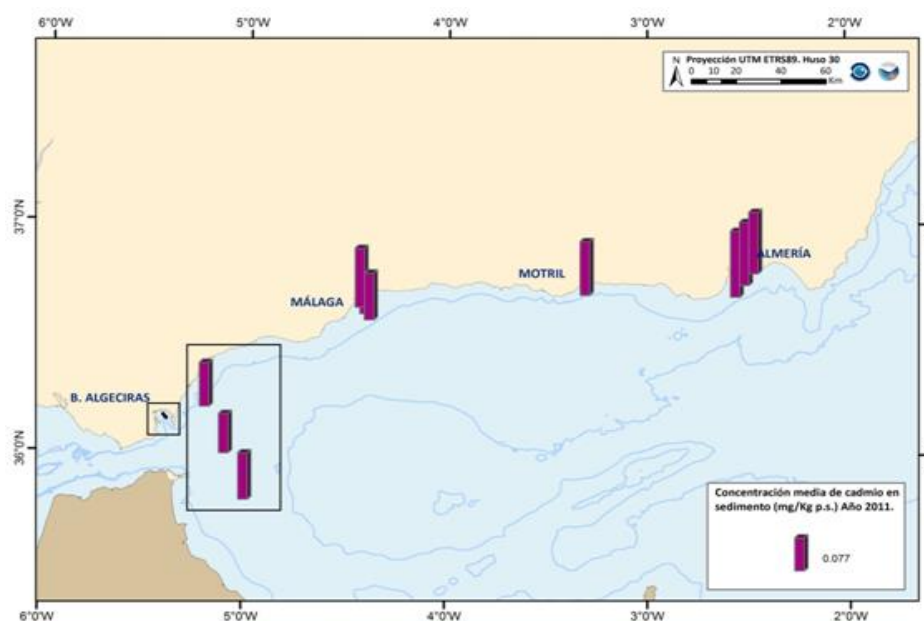 6°0'W 5°0'W 4°0'W 3°0'W 2°0'W
N Proyección UTM ETRS89. Huso 30
0 10 20 40 60
Km
37°0'N
ALMERÍA
MOTRIL
MÁLAGA
B. ALGECIRAS
36°0'N
Concentración media de cadmio en
sedimento (mg/Kg p.s.) Año 2011.
0.077
6°0'W 5°0'W 4°0'W 3°0'W 2°0'W